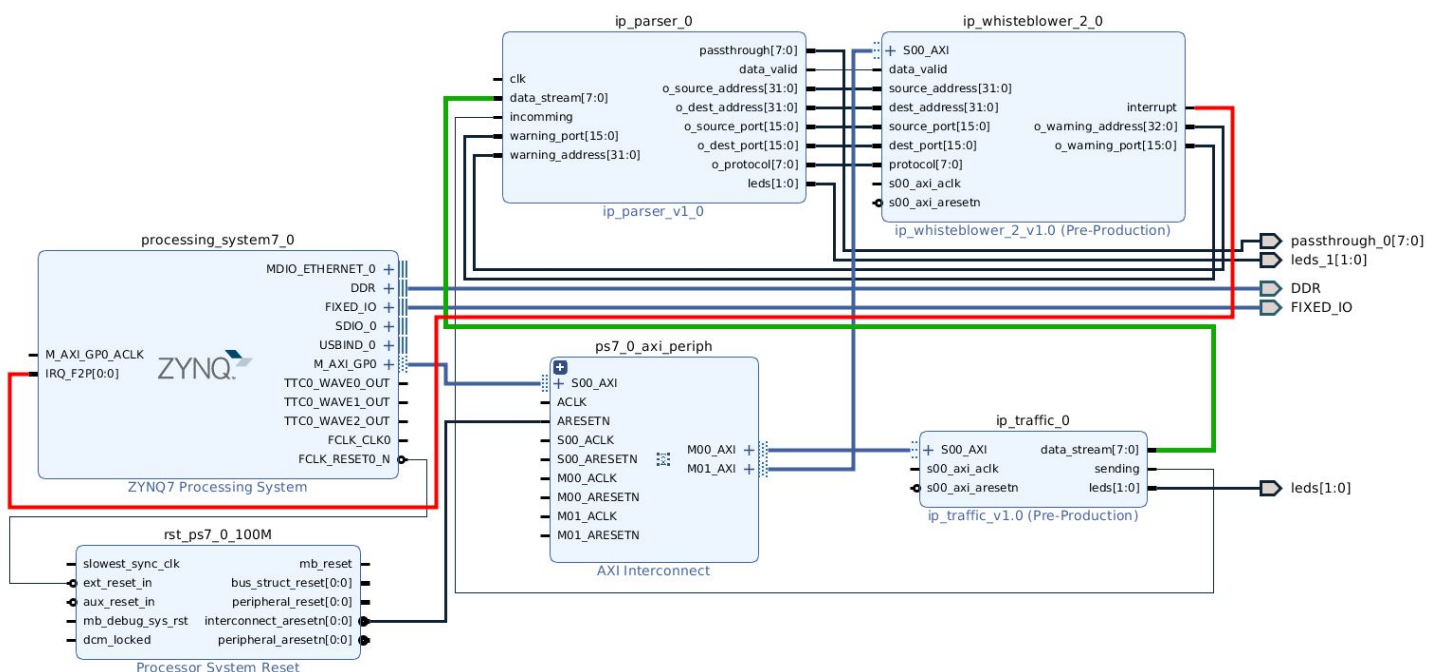 ip_parser_0
passthrough[7:0]
data_valid
clk
o_source_address[31:0]
data_stream[7:0]
o_dest_address[31:0]
incomming
o_source_port[15:0]
warning_port[15:0]
o_dest_port[15:0]
warning_address[31:0]
o_protocol[7:0]
leds[1:0]
ip_parser_v1_0
ip_whisteblower_2_0
S00_AXI
data_valid
source_address[31:0]
dest_address[31:0]
interrupt
source_port[15:0]
o_warning_address[32:0]
dest_port[15:0]
o_warning_port[15:0]
protocol[7:0]
s00_axi_aclk
s00_axi_aresetn
ip_whisteblower_2_v1.0 (Pre-Production)
passthrough_0[7:0]
leds_1[1:0]
DDR
FIXED_IO
processing_system7_0
MDIO_ETHERNET_0
DDR
FIXED_IO
SDIO_0
USBIND_0
M_AXI_GP0_ACLK
M_AXI_GP0
IRQ_F2P[0:0]
ZYNQ
TTC0_WAVE0_OUT
TTC0_WAVE1_OUT
TTC0_WAVE2_OUT
FCLK_CLK0
FCLK_RESET0_N
ZYNQ7 Processing System
ps7_0_axi_periph
S00_AXI
ACLK
ARESETN
S00_ACLK
M00_AXI
S00_ARESETN
M01_AXI
M00_ACLK
M00_ARESETN
M01_ACLK
M01_ARESETN
AXI Interconnect
ip_traffic_0
S00_AXI
data_stream[7:0]
s00_axi_aclk
sending
s00_axi_aresetn
leds[1:0]
ip_traffic_v1.0 (Pre-Production)
leds[1:0]
rst_ps7_0_100M
slowest_sync_clk
mb_reset
ext_reset_in
bus_struct_reset[0:0]
aux_reset_in
peripheral_reset[0:0]
mb_debug_sys_rst
interconnect_aresetn[0:0]
dcm_locked
peripheral_aresetn[0:0]
Processor System Reset